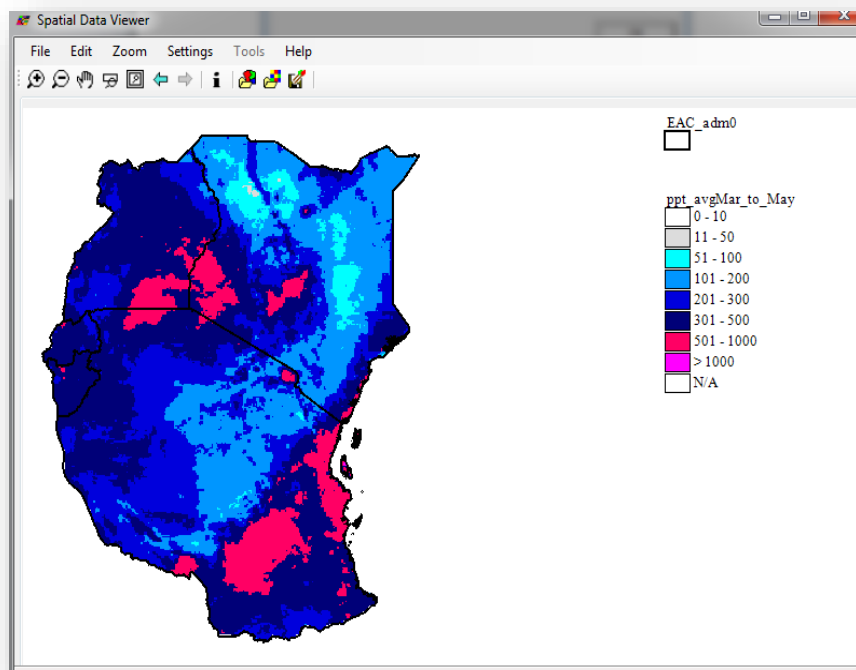 Spatial Data Viewer
File Edit Zoom Settings Tools Help
EAC_adm0
ppt_avgMar_to_May
0 - 10
11 - 50
51 - 100
101 - 200
201 - 300
301 - 500
501 - 1000
> 1000
N/A